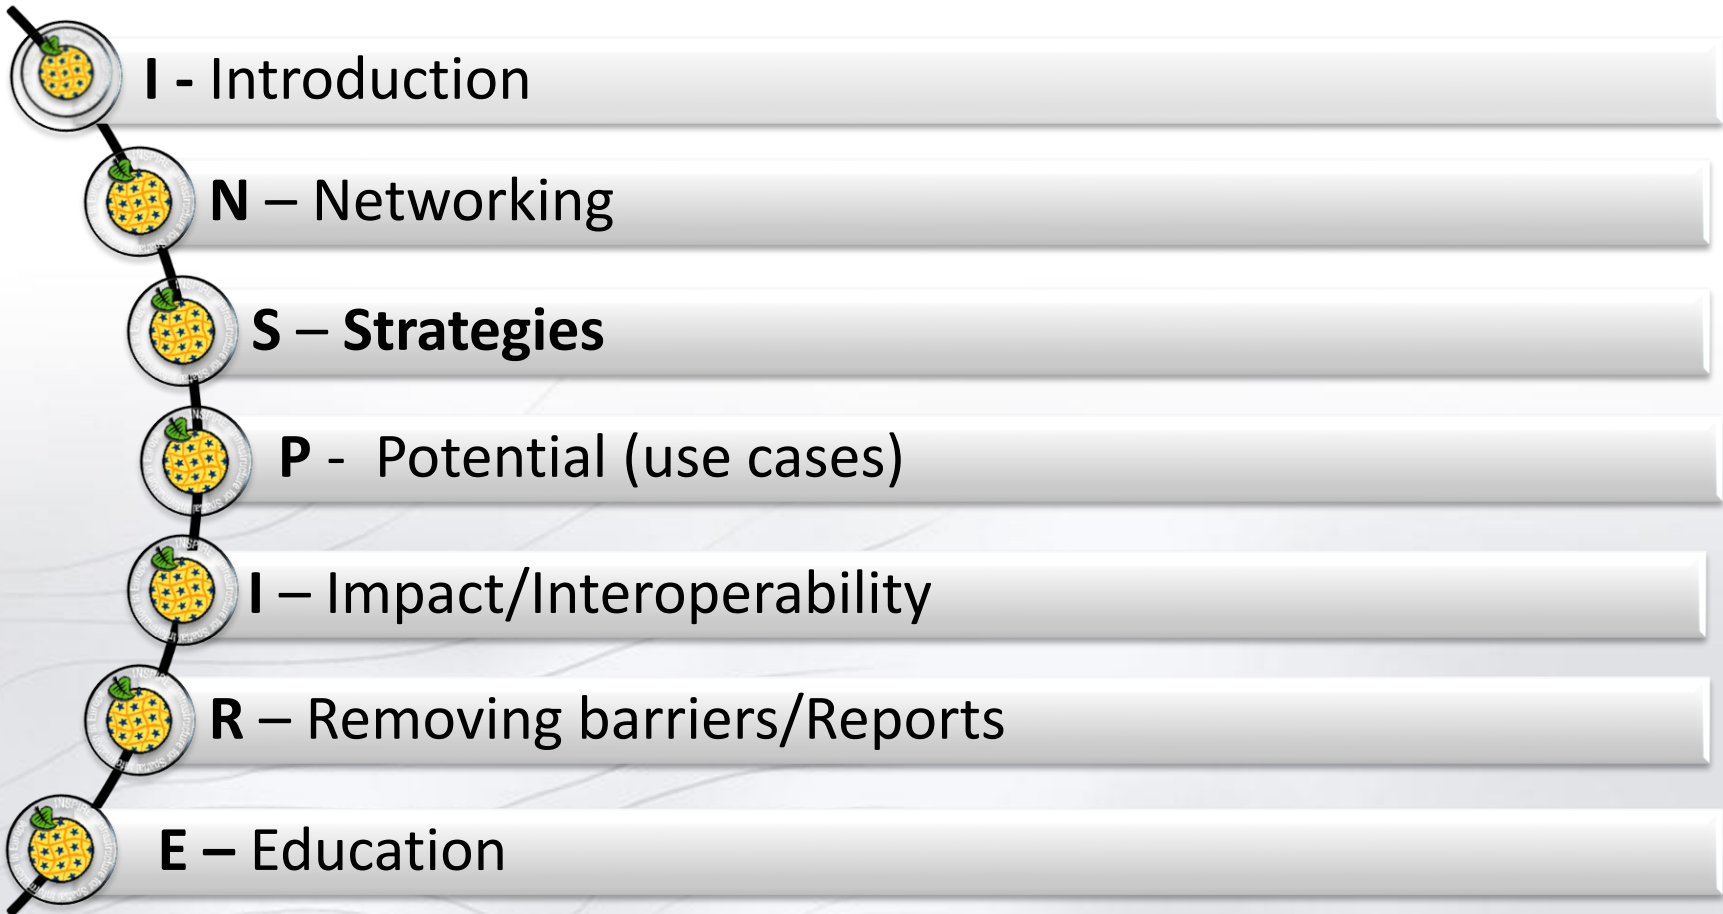 I - Introduction
N – Networking
S – Strategies
P - Potential (use cases)
I – Impact/Interoperability
R – Removing barriers/Reports
E – Education